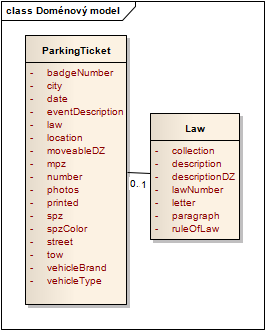 class Doménový model
ParkingTicket
- badgeNumber
- city
- date
- eventDescription
- law
- location
- moveableDZ
- mpz
- number
- photos
- printed
- spz
- spzColor
- street
- tow
- vehicleBrand
- vehicleType
0..1
Law
- collection
- description
- descriptionDZ
- lawNumber
- letter
- paragraph
- ruleOfLaw